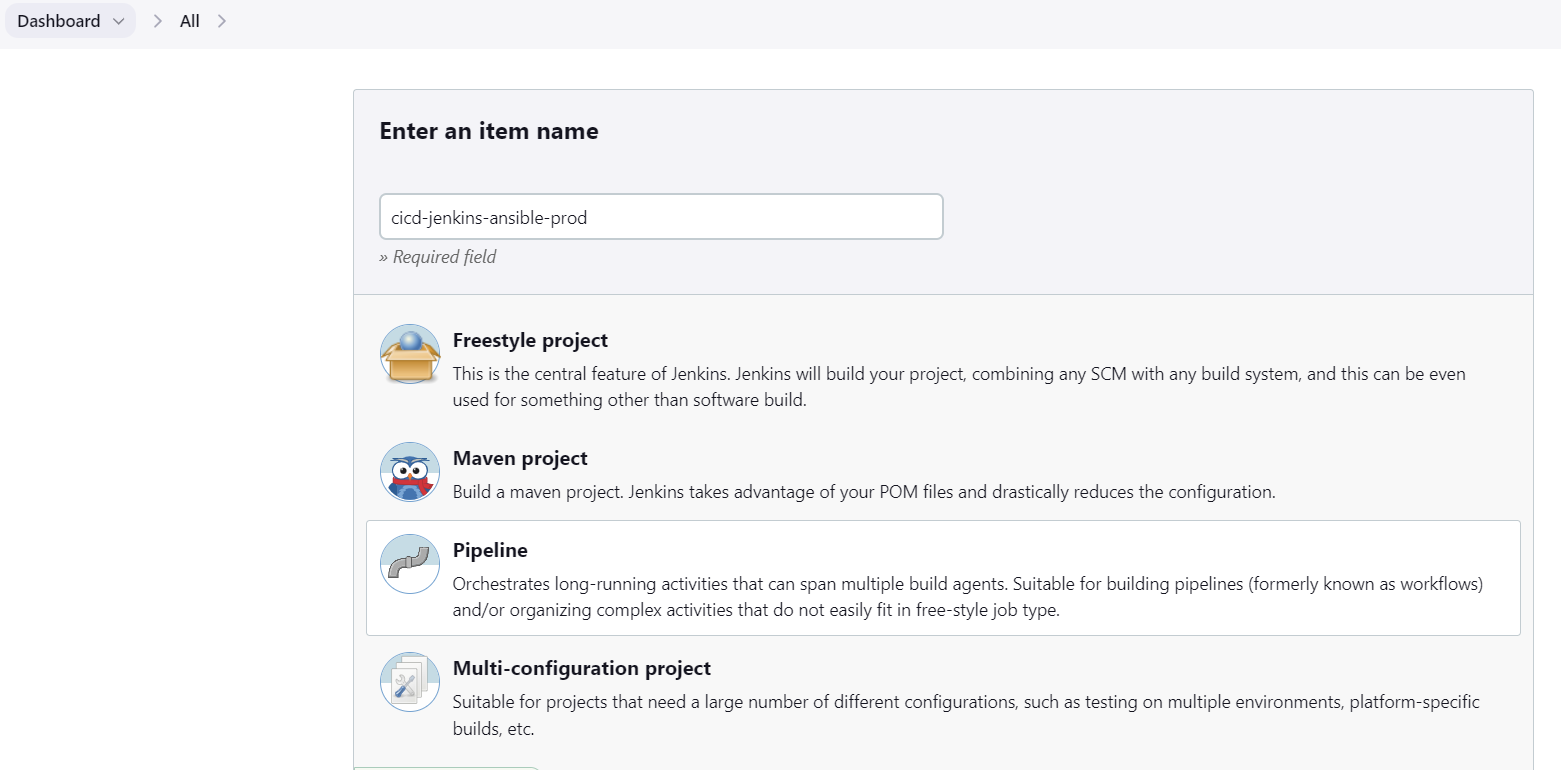 Dashboard
All
Enter an item name
cicd-jenkins-ansible-prod
» Required field
Freestyle project
This is the central feature of Jenkins. Jenkins will build your project, combining any SCM with any build system, and this can be even
used for something other than software build.
Maven project
Build a maven project. Jenkins takes advantage of your POM files and drastically reduces the configuration.
Pipeline
Orchestrates long-running activities that can span multiple build agents. Suitable for building pipelines (formerly known as workflows)
and/or organizing complex activities that do not easily fit in free-style job type.
Multi-configuration project
Suitable for projects that need a large number of different configurations, such as testing on multiple environments, platform-specific
builds, etc.